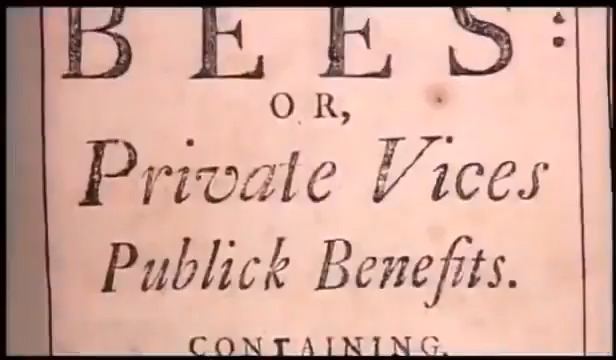 BEES:
OR,
Private Vices
Publick Benefits.
CONTAINING,